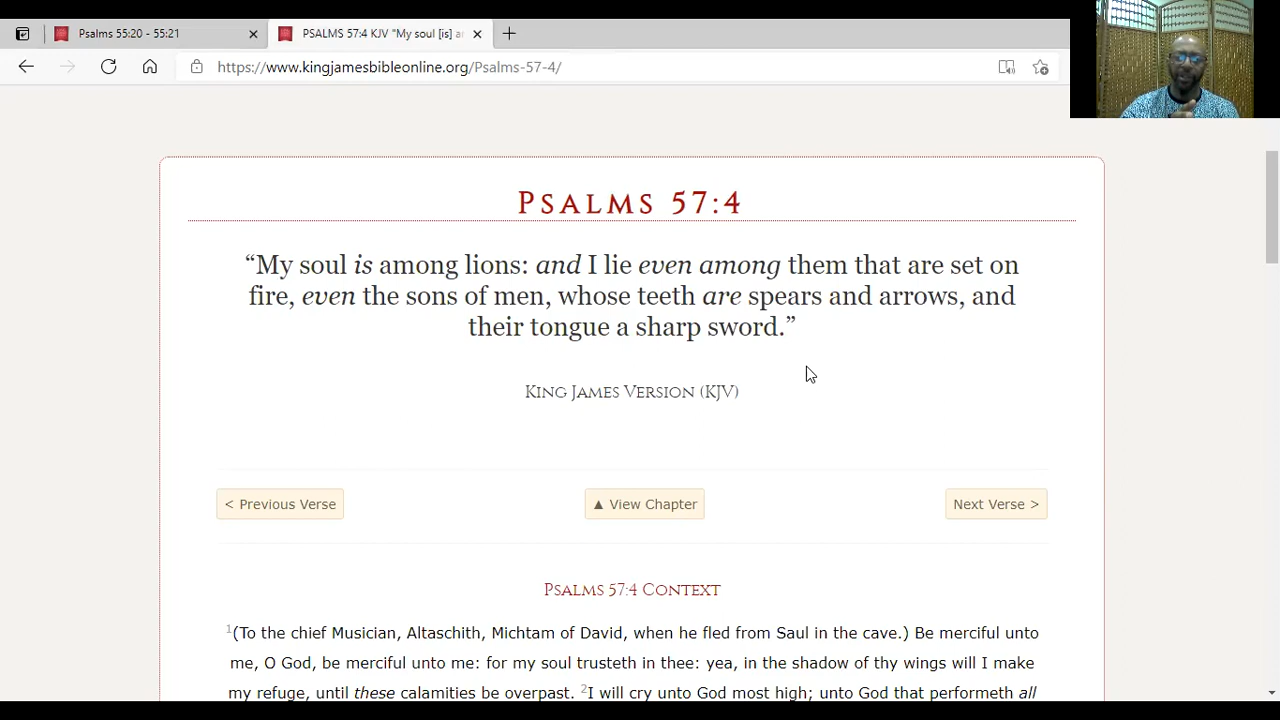 Psalms 55:20 - 55:21
PSALMS 57:4 KJV "My soul [is] a
https://www.kingjamesbibleonline.org/Psalms-57-4/
PSALMS 57:4
“My soul is among lions: and I lie even among them that are set on
fire, even the sons of men, whose teeth are spears and arrows, and
their tongue a sharp sword.”
KING JAMES VERSION (KJV)
< Previous Verse
▲ View Chapter
Next Verse >
PSALMS 57:4 CONTEXT
1(To the chief Musician, Altaschith, Michtam of David, when he fled from Saul in the cave.) Be merciful unto
me, O God, be merciful unto me: for my soul trusteth in thee: yea, in the shadow of thy wings will I make
my refuge, until these calamities be overpast. 2I will cry unto God most high; unto God that performeth all